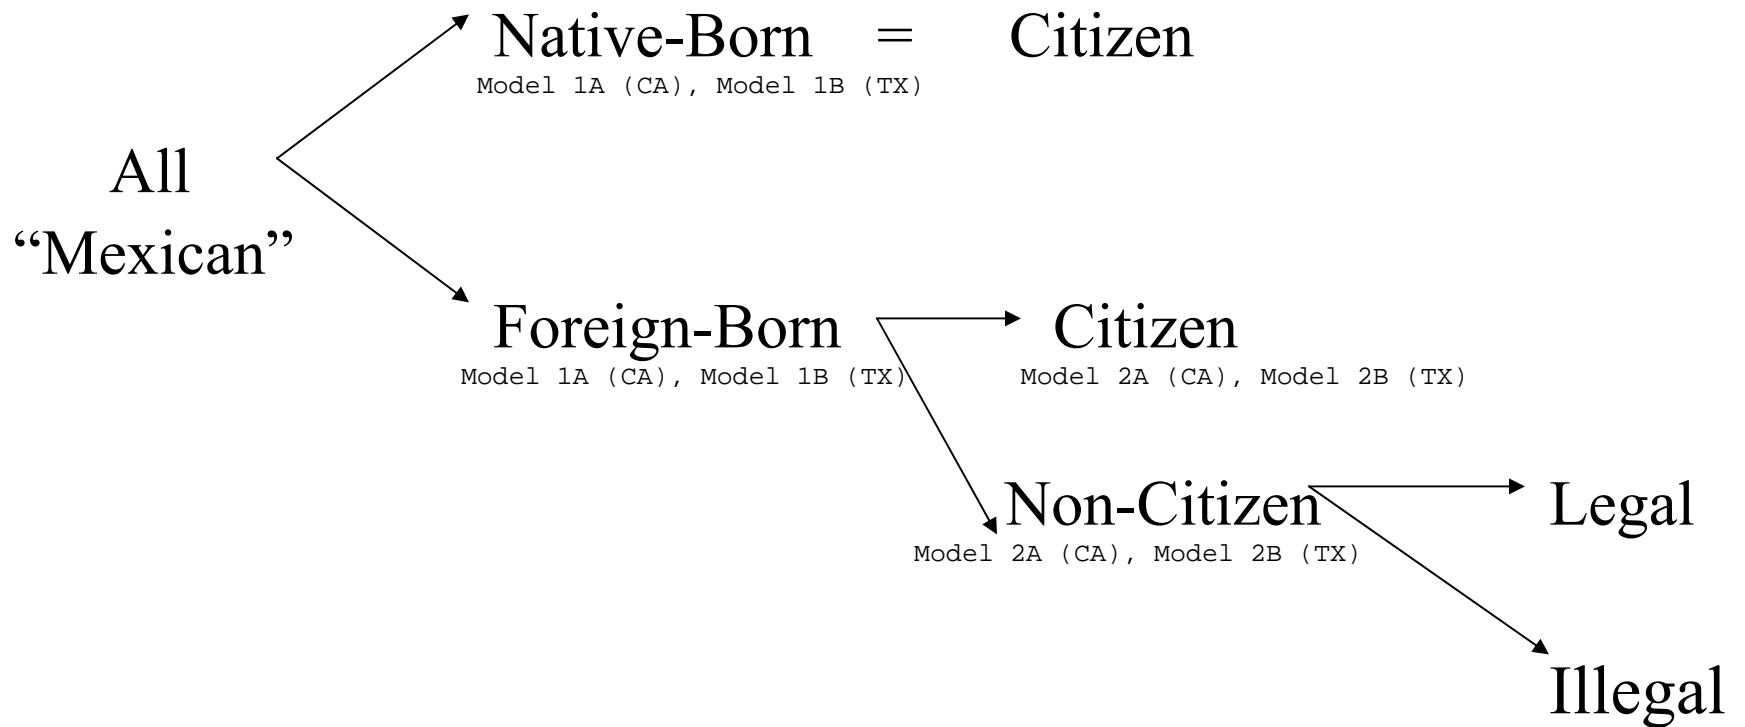 Native-Born = Citizen
Model 1A (CA), Model 1B (TX)
All
“Mexican”
Foreign-Born
Citizen
Model 1A (CA), Model 1B (TX)
Model 2A (CA), Model 2B (TX)
Non-Citizen
Legal
Model 2A (CA), Model 2B (TX)
Illegal